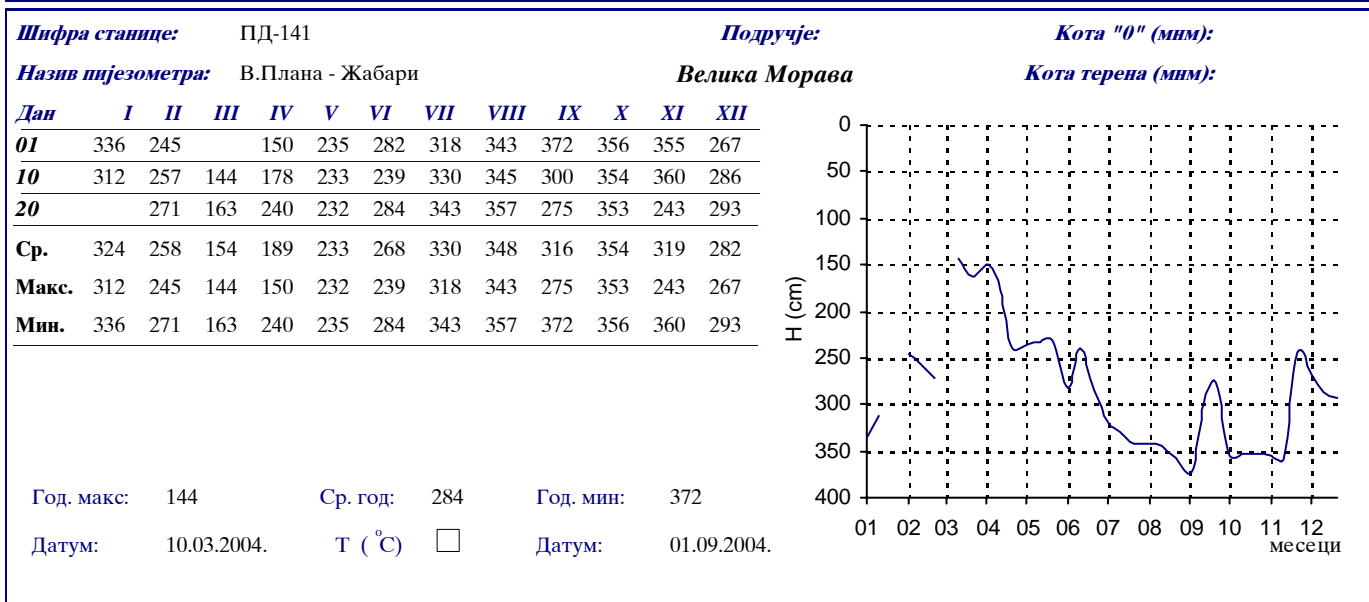 Шифра станице: ПД-141 Подручје: Кота "0" (мнм):
Назив пијезометра: В.Плана - Жабари Велика Морава Кота терена (мнм):
Дан I II III IV V VI VII VIII IX X XI XII
01 336 245 150 235 282 318 343 372 356 355 267
10 312 257 144 178 233 239 330 345 300 354 360 286
20 271 163 240 232 284 343 357 275 353 243 293
Ср. 324 258 154 189 233 268 330 348 316 354 319 282
Макс. 312 245 144 150 232 239 318 343 275 353 243 267
Мин. 336 271 163 240 235 284 343 357 372 356 360 293
Год. макс: 144 Ср. год: 284 Год. мин: 372
Датум: 10.03.2004. Т ( °C) Датум: 01.09.2004.
H (cm)
0
50
100
150
200
250
300
350
400
01 02 03 04 05 06 07 08 09 10 11 12
месеци